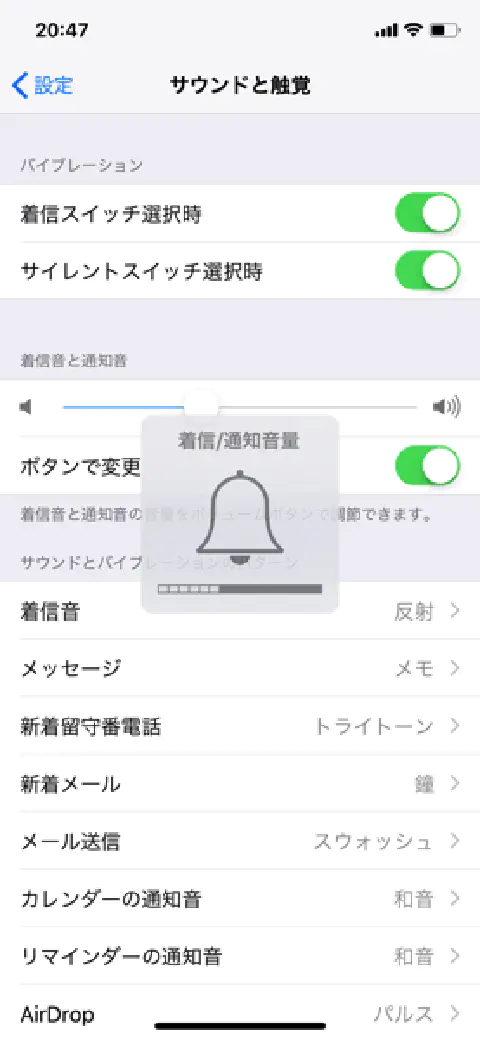 20:47
設定
サウンドと触覚
バイブレーション
着信スイッチ選択時
サイレントスイッチ選択時
着信音と通知音
着信/通知音量
ボタンで変更
着信音と通知音の音量をボリュームボタンで調節できます。
サウンドとバイブレーションのパターン
着信音 反射
メッセージ メモ
新着留守番電話 トライトーン
新着メール 鐘
メール送信 スウォッシュ
カレンダーの通知音 和音
リマインダーの通知音 和音
AirDrop パルス